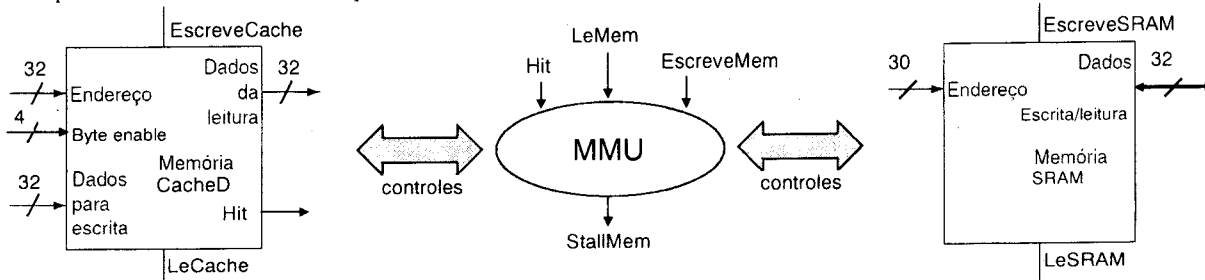 EscreveCache
32
Endereço
4
Byte enable
32
Dados
para
escrita
Dados
da
leitura
32
Memória
CacheD
Hit
LeCache
controles
LeMem
Hit
EscreveMem
MMU
StallMem
controles
EscreveSRAM
30
Endereço
Dados
32
Escrita/leitura
Memória
SRAM
LeSRAM